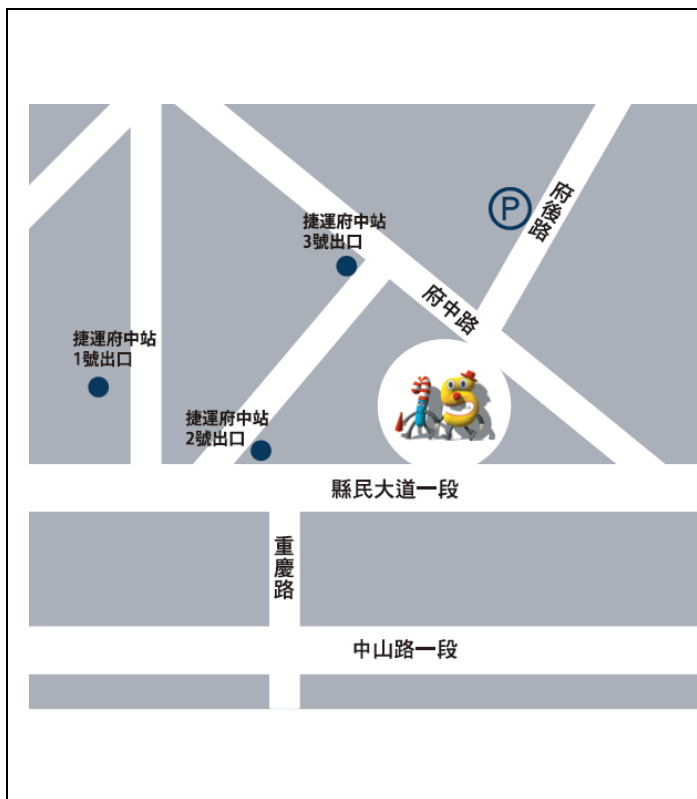 P
府後路
捷運府中站
3號出口
府中路
捷運府中站
1號出口
捷運府中站
2號出口
縣民大道一段
重慶路
中山路一段